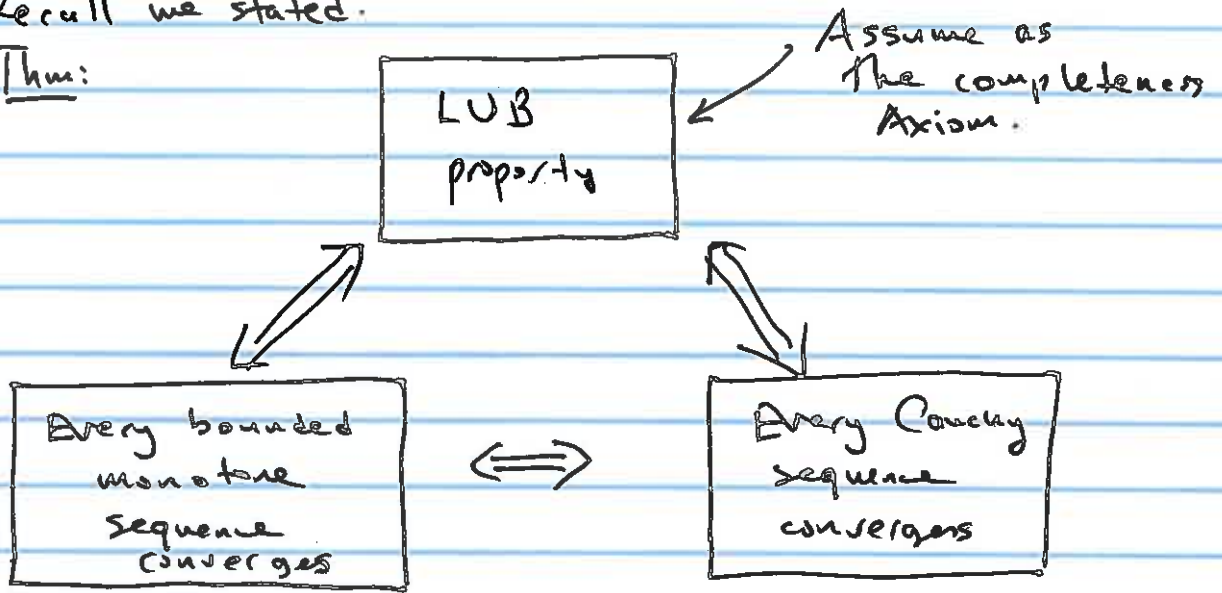 Recall we stated.
Thm:
Assume as
the completeness
Axiom.
LUB
property
Every bounded
monotone
sequence
converges
Every Cauchy
sequence
converges